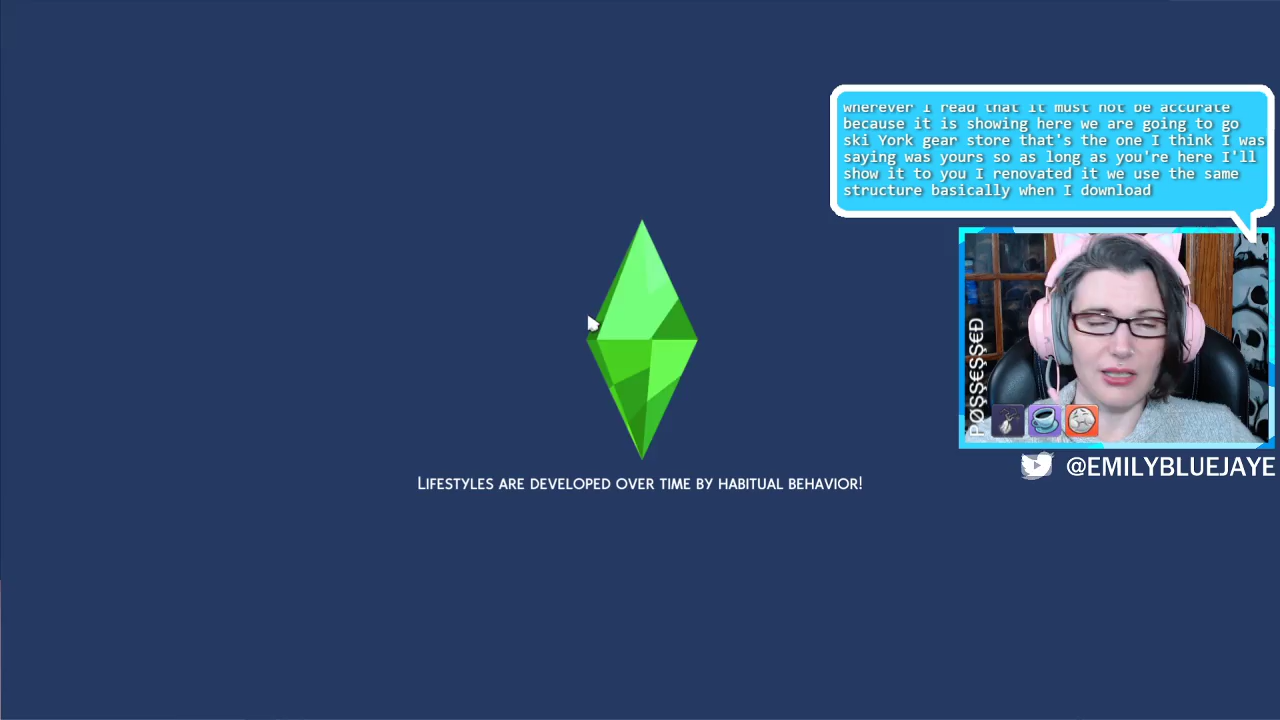 wherever I read that it must not be accurate
because it is showing here we are going to go
ski York gear store that's the one I think I was
saying was yours so as long as you're here I'll
show it to you I renovated it we use the same
structure basically when I download
PØSSESSED
@EMILYBLUEJAYE
LIFESTYLES ARE DEVELOPED OVER TIME BY HABITUAL BEHAVIOR!